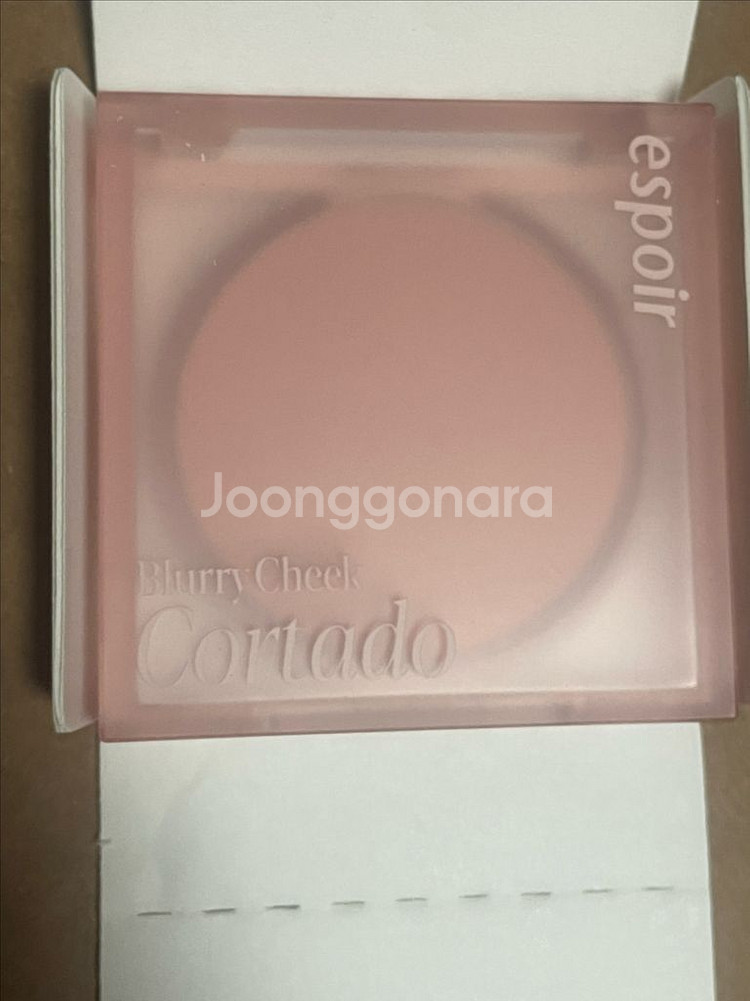 espoir
Joonggonara
Blurry Cheek
Cortado